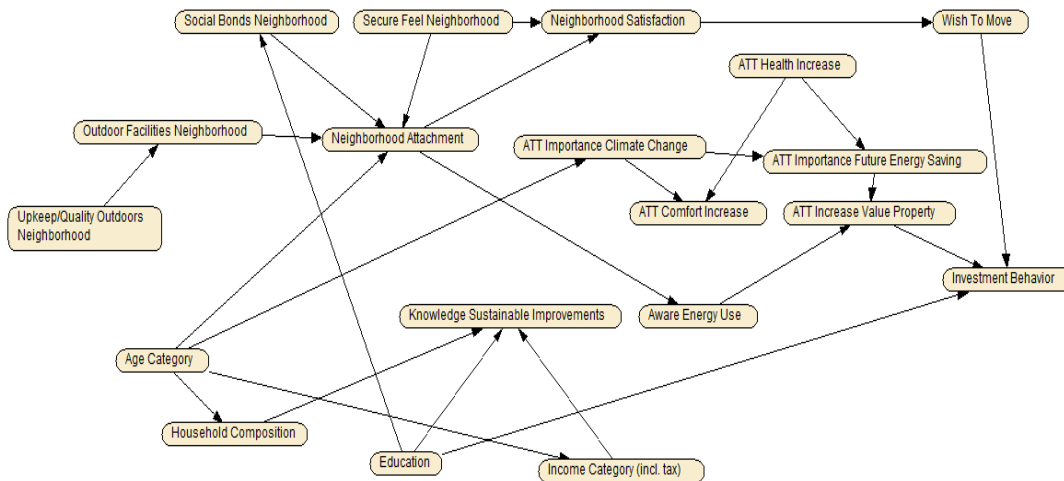 Social Bonds Neighborhood
Secure Feel Neighborhood
Neighborhood Satisfaction
Wish To Move
ATT Health Increase
Outdoor Facilities Neighborhood
Neighborhood Attachment
ATT Importance Climate Change
ATT Importance Future Energy Saving
Upkeep/Quality Outdoors
Neighborhood
ATT Comfort Increase
ATT Increase Value Property
Investment Behavior
Knowledge Sustainable Improvements
Aware Energy Use
Age Category
Household Composition
Education
Income Category (incl. tax)